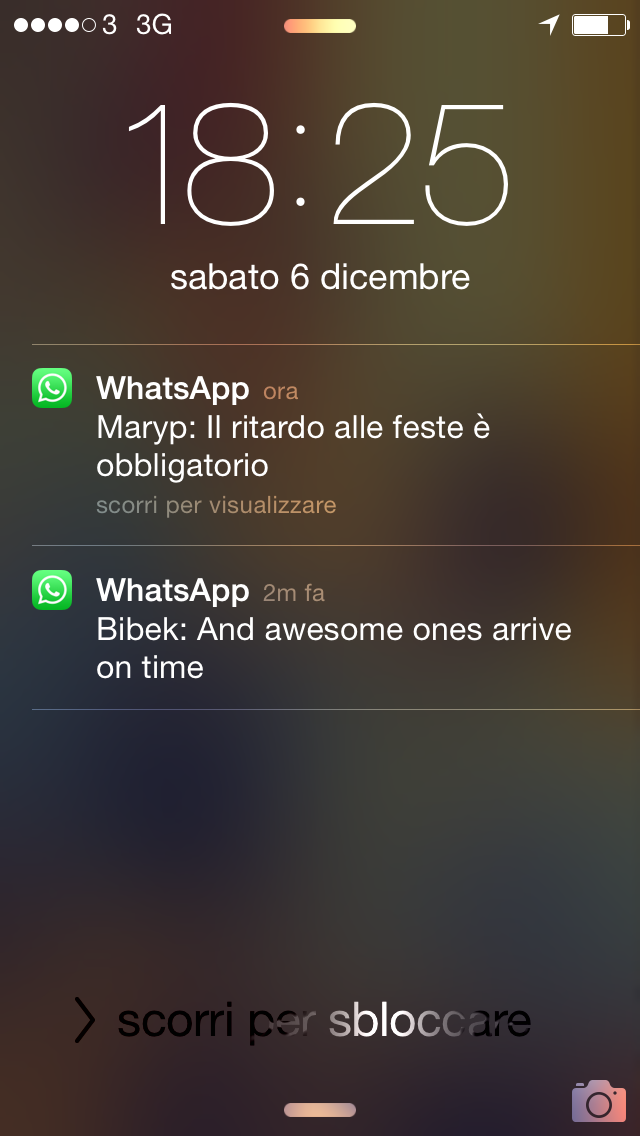 3 3G
18:25
sabato 6 dicembre
WhatsApp ora
Maryp: Il ritardo alle feste è
obbligatorio
scorri per visualizzare
WhatsApp 2m fa
Bibek: And awesome ones arrive
on time
scorri per sbloccare